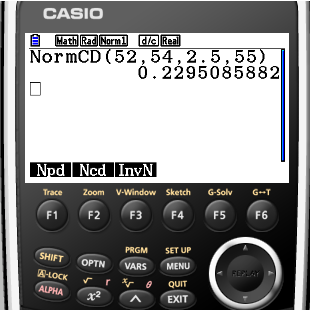 CASIO
Math Rad Norm1 d/c Real
NormCD(52,54,2.5,55)
0.2295085882
Npd Ncd InvN
Trace Zoom V-Window Sketch G-Solv G↔T
F1 F2 F3 F4 F5 F6
PRGM SET UP
SHIFT OPTN VARS MENU
A-LOCK √ r ˣ√ θ QUIT
ALPHA x² ^ EXIT
REPLAY